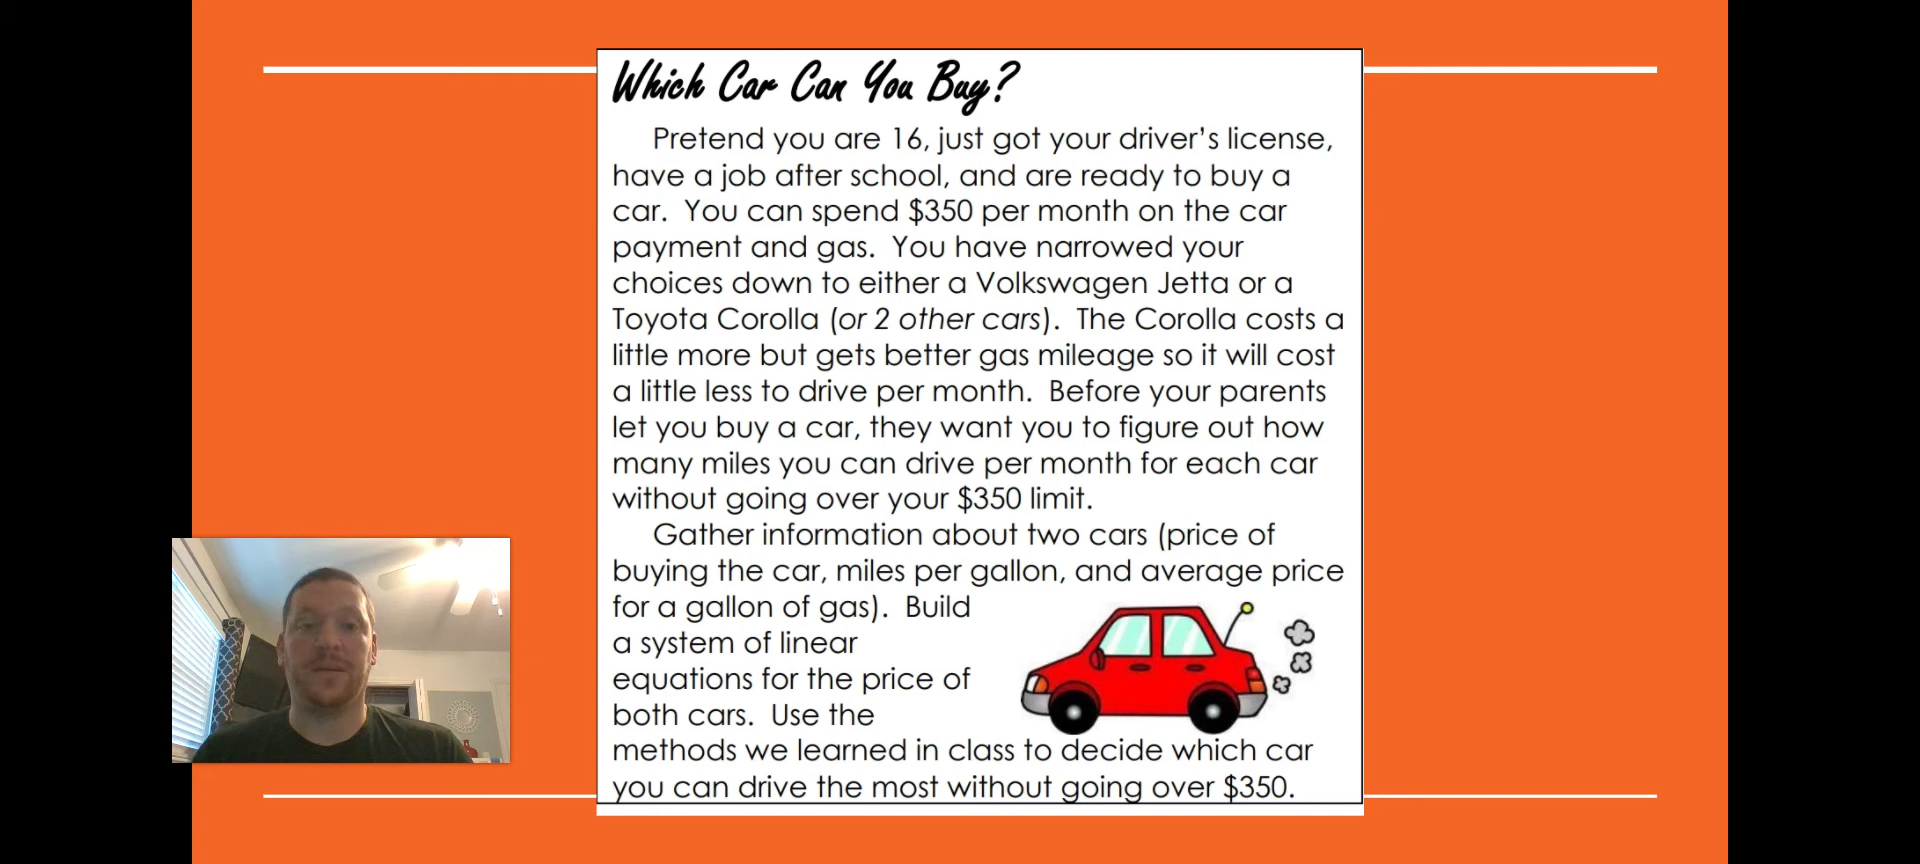 Which Car Can You Buy?
Pretend you are 16, just got your driver's license,
have a job after school, and are ready to buy a
car. You can spend $350 per month on the car
payment and gas. You have narrowed your
choices down to either a Volkswagen Jetta or a
Toyota Corolla (or 2 other cars). The Corolla costs a
little more but gets better gas mileage so it will cost
a little less to drive per month. Before your parents
let you buy a car, they want you to figure out how
many miles you can drive per month for each car
without going over your $350 limit.
Gather information about two cars (price of
buying the car, miles per gallon, and average price
for a gallon of gas). Build
a system of linear
equations for the price of
both cars. Use the
methods we learned in class to decide which car
you can drive the most without going over $350.